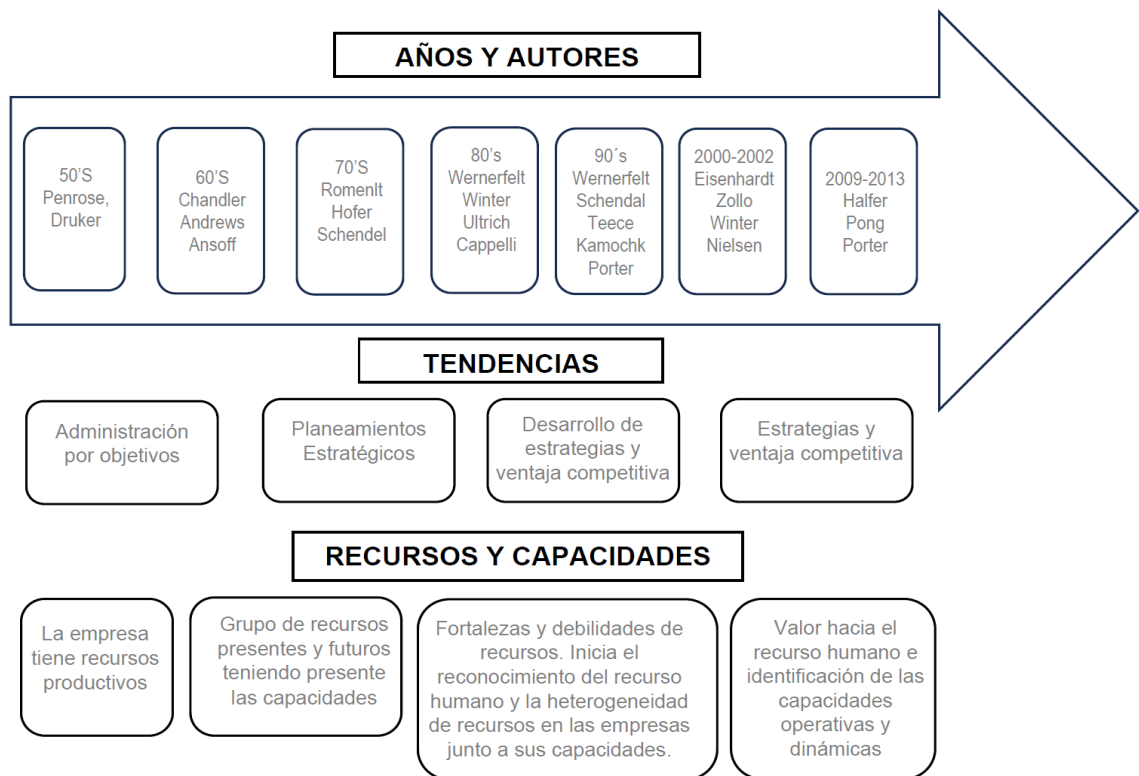 AÑOS Y AUTORES
50'S
Penrose,
Druker
60'S
Chandler
Andrews
Ansoff
70'S
Romenlt
Hofer
Schendel
80's
Wernerfelt
Winter
Ultrich
Cappelli
90´s
Wernerfelt
Schendal
Teece
Kamochk
Porter
2000-2002
Eisenhardt
Zollo
Winter
Nielsen
2009-2013
Halfer
Pong
Porter
TENDENCIAS
Administración
por objetivos
Planeamientos
Estratégicos
Desarrollo de
estrategias y
ventaja competitiva
Estrategias y
ventaja competitiva
RECURSOS Y CAPACIDADES
La empresa
tiene recursos
productivos
Grupo de recursos
presentes y futuros
teniendo presente
las capacidades
Fortalezas y debilidades de
recursos. Inicia el
reconocimiento del recurso
humano y la heterogeneidad
de recursos en las empresas
junto a sus capacidades.
Valor hacia el
recurso humano e
identificación de las
capacidades
operativas y
dinámicas